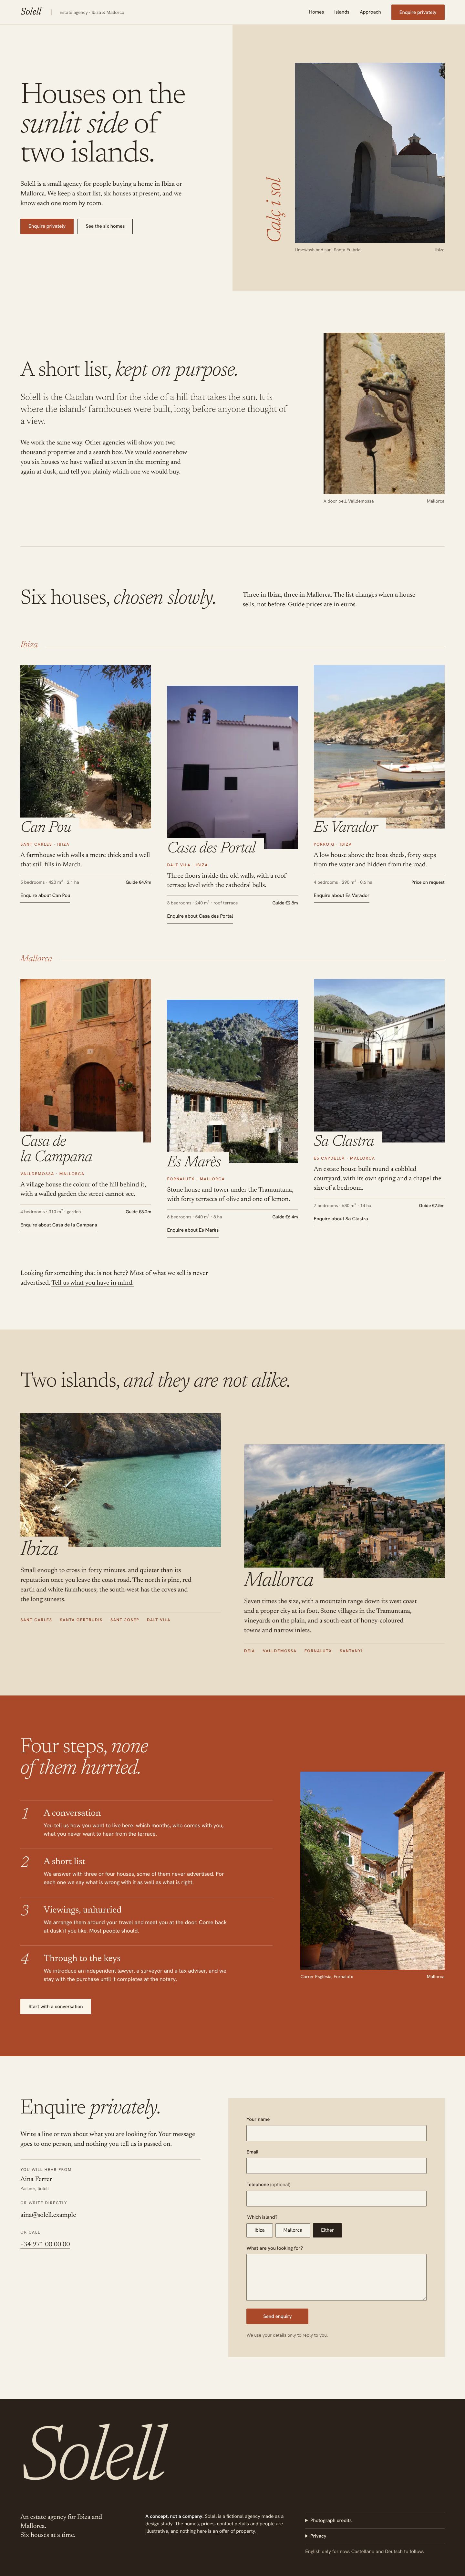 Solell
Estate agency · Ibiza & Mallorca
Homes
Islands
Approach
Enquire privately
Houses on the
sunlit side of
two islands.
Solell is a small agency for people buying a home in Ibiza or
Mallorca. We keep a short list, six houses at present, and we
know each one room by room.
Enquire privately
See the six homes
Calç i sol
Limewash and sun, Santa Eulària
Ibiza
A short list, kept on purpose.
Solell is the Catalan word for the side of a hill that takes the sun. It is
where the islands' farmhouses were built, long before anyone thought of
a view.
We work the same way. Other agencies will show you two
thousand properties and a search box. We would sooner show
you six houses we have walked at seven in the morning and
again at dusk, and tell you plainly which one we would buy.
A door bell, Valldemossa
Mallorca
Six houses, chosen slowly.
Three in Ibiza, three in Mallorca. The list changes when a house
sells, not before. Guide prices are in euros.
Ibiza
Can Pou
SANT CARLES · IBIZA
A farmhouse with walls a metre thick and a well
that still fills in March.
5 bedrooms · 420 m² · 2.1 ha
Guide €4.9m
Enquire about Can Pou
Casa des Portal
DALT VILA · IBIZA
Three floors inside the old walls, with a roof
terrace level with the cathedral bells.
3 bedrooms · 240 m² · roof terrace
Guide €2.8m
Enquire about Casa des Portal
Es Varador
PORROIG · IBIZA
A low house above the boat sheds, forty steps
from the water and hidden from the road.
4 bedrooms · 290 m² · 0.6 ha
Price on request
Enquire about Es Varador
Mallorca
Casa de
la Campana
VALLDEMOSSA · MALLORCA
A village house the colour of the hill behind it,
with a walled garden the street cannot see.
4 bedrooms · 310 m² · garden
Guide €3.2m
Enquire about Casa de la Campana
Es Marès
FORNALUTX · MALLORCA
Stone house and tower under the Tramuntana,
with forty terraces of olive and one of lemon.
6 bedrooms · 540 m² · 8 ha
Guide €6.4m
Enquire about Es Marès
Sa Clastra
ES CAPDELLÀ · MALLORCA
An estate house built round a cobbled
courtyard, with its own spring and a chapel the
size of a bedroom.
7 bedrooms · 680 m² · 14 ha
Guide €7.5m
Enquire about Sa Clastra
Looking for something that is not here? Most of what we sell is never
advertised. Tell us what you have in mind.
Two islands, and they are not alike.
Ibiza
Small enough to cross in forty minutes, and quieter than its
reputation once you leave the coast road. The north is pine, red
earth and white farmhouses; the south-west has the coves and
the long sunsets.
SANT CARLES
SANTA GERTRUDIS
SANT JOSEP
DALT VILA
Mallorca
Seven times the size, with a mountain range down its west coast
and a proper city at its foot. Stone villages in the Tramuntana,
vineyards on the plain, and a south-east of honey-coloured
towns and narrow inlets.
DEIÀ
VALLDEMOSSA
FORNALUTX
SANTANYÍ
Four steps, none
of them hurried.
1
A conversation
You tell us how you want to live here: which months, who comes with you,
what you never want to hear from the terrace.
2
A short list
We answer with three or four houses, some of them never advertised. For
each one we say what is wrong with it as well as what is right.
3
Viewings, unhurried
We arrange them around your travel and meet you at the door. Come back
at dusk if you like. Most people should.
4
Through to the keys
We introduce an independent lawyer, a surveyor and a tax adviser, and we
stay with the purchase until it completes at the notary.
Start with a conversation
Carrer Església, Fornalutx
Mallorca
Enquire privately.
Write a line or two about what you are looking for. Your message
goes to one person, and nothing you tell us is passed on.
YOU WILL HEAR FROM
Aina Ferrer
Partner, Solell
OR WRITE DIRECTLY
aina@solell.example
OR CALL
+34 971 00 00 00
Your name
Email
Telephone (optional)
Which island?
Ibiza
Mallorca
Either
What are you looking for?
Send enquiry
We use your details only to reply to you.
Solell
An estate agency for Ibiza and
Mallorca.
Six houses at a time.
A concept, not a company. Solell is a fictional agency made as a
design study. The homes, prices, contact details and people are
illustrative, and nothing here is an offer of property.
Photograph credits
Privacy
English only for now. Castellano and Deutsch to follow.